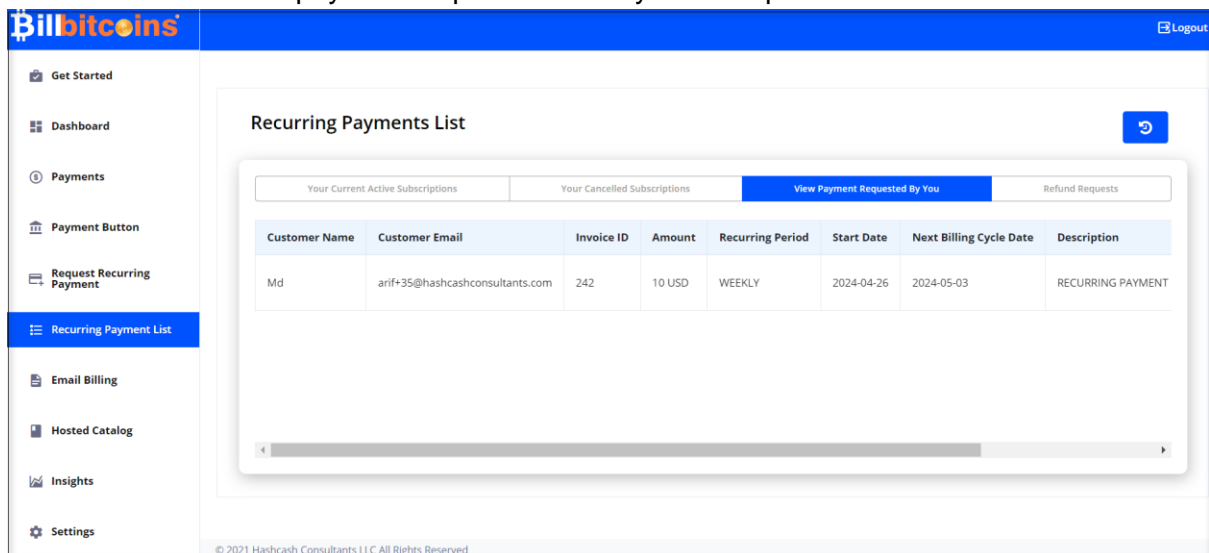 Billbitcoins
Logout
Get Started
Dashboard
Payments
Payment Button
Request Recurring
Payment
Recurring Payment List
Email Billing
Hosted Catalog
Insights
Settings
Recurring Payments List
Your Current Active Subscriptions Your Cancelled Subscriptions View Payment Requested By You Refund Requests
Customer Name Customer Email Invoice ID Amount Recurring Period Start Date Next Billing Cycle Date Description
Md arif+35@hashcashconsultants.com 242 10 USD WEEKLY 2024-04-26 2024-05-03 RECURRING PAYMENT
© 2021 Hashcash Consultants LLC All Rights Reserved